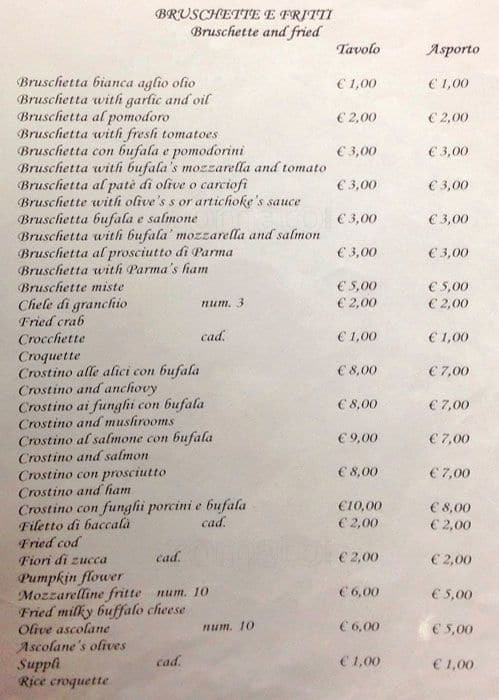 BRUSCHETTE E FRITTI
Bruschette and fried
Tavolo Asporto
Bruschetta bianca aglio olio € 1,00 € 1,00
Bruschetta with garlic and oil
Bruschetta al pomodoro € 2,00 € 2,00
Bruschetta with fresh tomatoes
Bruschetta con bufala e pomodorini € 3,00 € 3,00
Bruschetta with bufala's mozzarella and tomato
Bruschetta al patè di olive o carciofi € 3,00 € 3,00
Bruschette with olive's s or artichoke's sauce
Bruschetta bufala e salmone € 3,00 € 3,00
Bruschetta with bufala' mozzarella and salmon
Bruschetta al prosciutto di Parma € 3,00 € 3,00
Bruschetta with Parma's ham
Bruschette miste € 5,00 € 5,00
Chele di granchio num. 3 € 2,00 € 2,00
Fried crab
Crocchette cad. € 1,00 € 1,00
Croquette
Crostino alle alici con bufala € 8,00 € 7,00
Crostino and anchovy
Crostino ai funghi con bufala € 8,00 € 7,00
Crostino and mushrooms
Crostino al salmone con bufala € 9,00 € 7,00
Crostino and salmon
Crostino con prosciutto € 8,00 € 7,00
Crostino and ham
Crostino con funghi porcini e bufala €10,00 € 8,00
Filetto di baccalà cad. € 2,00 € 2,00
Fried cod
Fiori di zucca cad. € 2,00 € 2,00
Pumpkin flower
Mozzarelline fritte num. 10 € 6,00 € 5,00
Fried milky buffalo cheese
Olive ascolane num. 10 € 6,00 € 5,00
Ascolane's olives
Supplì cad. € 1,00 € 1,00
Rice croquette